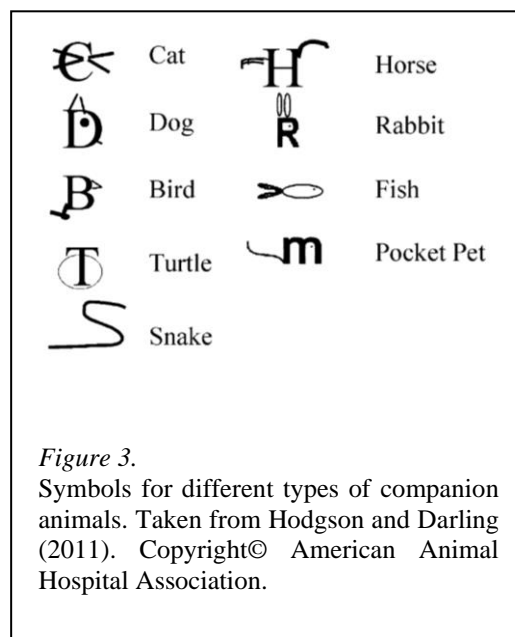 C Cat
H Horse
D Dog
R Rabbit
B Bird
Fish
T Turtle
m Pocket Pet
S Snake
Figure 3.
Symbols for different types of companion
animals. Taken from Hodgson and Darling
(2011). Copyright© American Animal
Hospital Association.